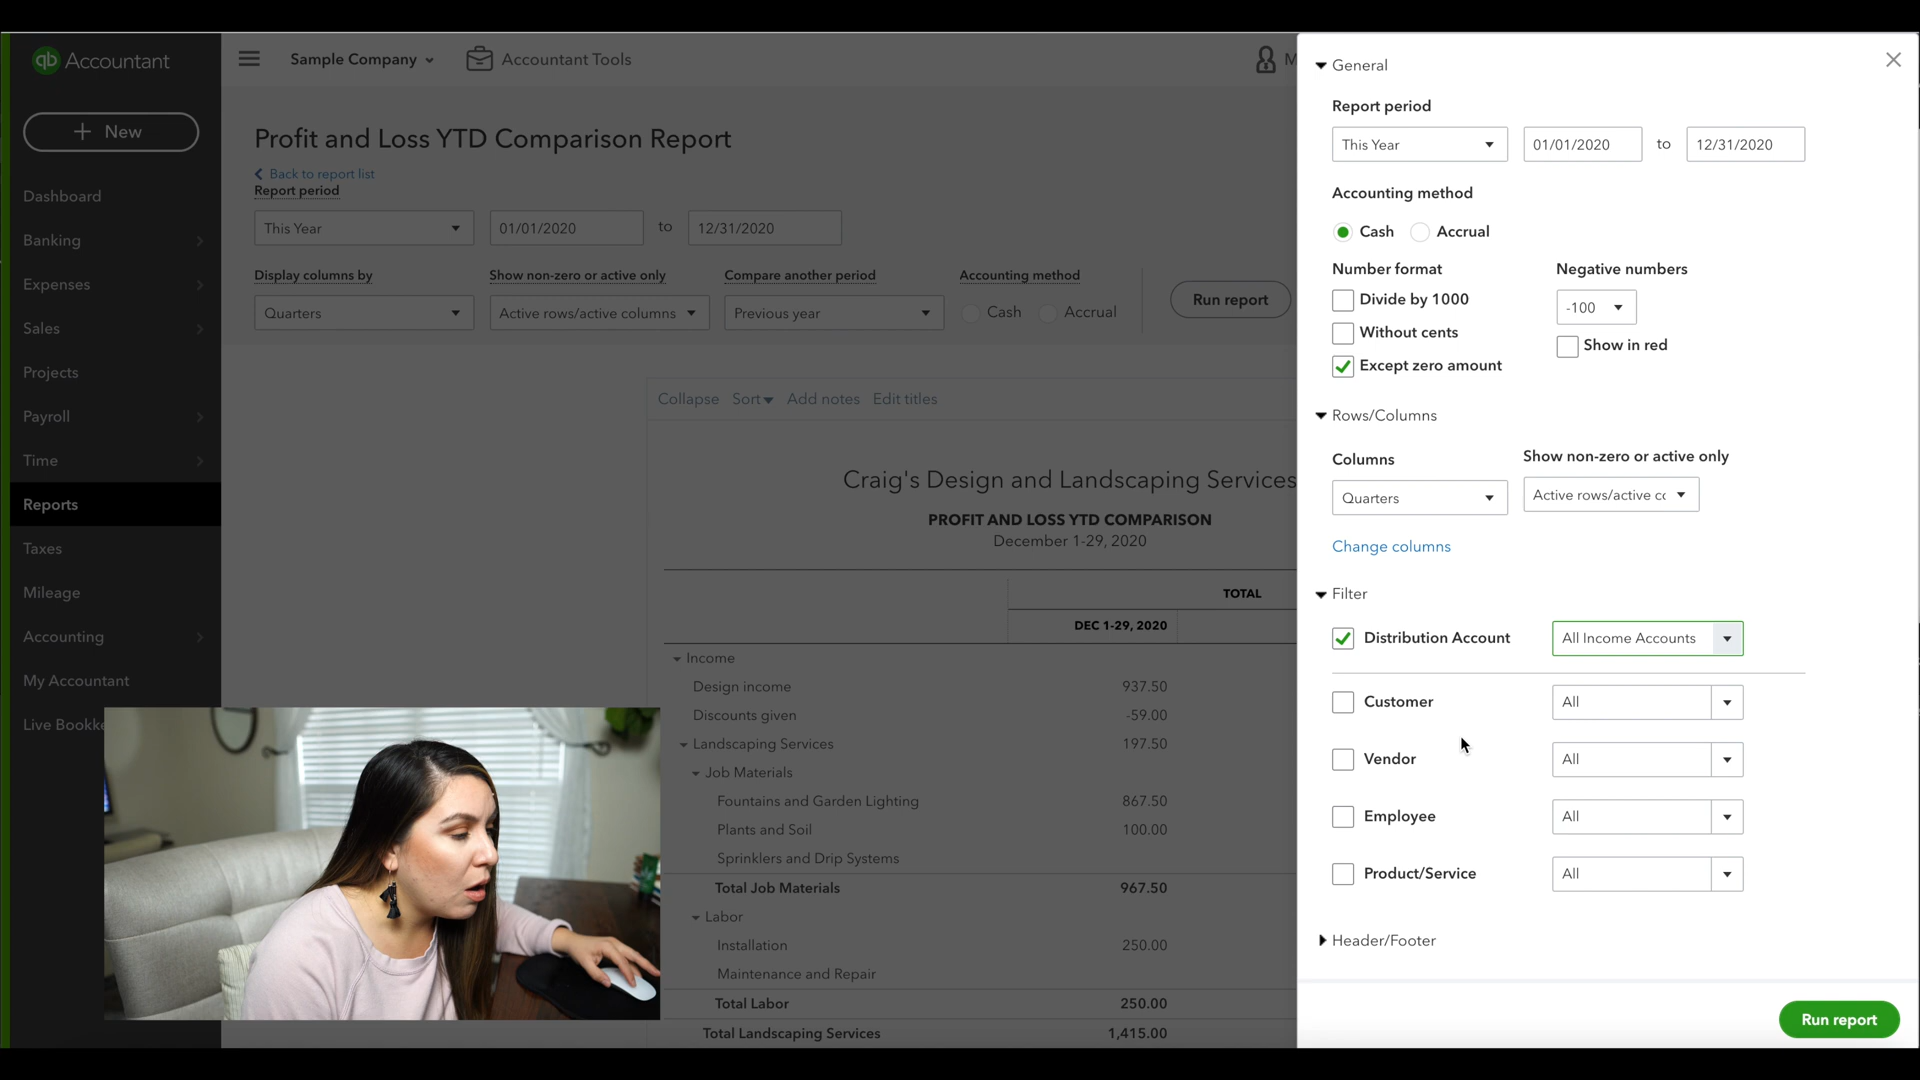 qb Accountant
+ New
Dashboard
Banking
Expenses
Sales
Projects
Payroll
Time
Reports
Taxes
Mileage
Accounting
My Accountant
Live Bookke
Sample Company
Accountant Tools
M
Profit and Loss YTD Comparison Report
Back to report list
Report period
This Year 01/01/2020 to 12/31/2020
Display columns by Show non-zero or active only Compare another period Accounting method
Quarters Active rows/active columns Previous year Cash Accrual Run report
Collapse Sort Add notes Edit titles
Craig's Design and Landscaping Services
PROFIT AND LOSS YTD COMPARISON
December 1-29, 2020
TOTAL
DEC 1-29, 2020
Income
Design income 937.50
Discounts given -59.00
Landscaping Services 197.50
Job Materials
Fountains and Garden Lighting 867.50
Plants and Soil 100.00
Sprinklers and Drip Systems
Total Job Materials 967.50
Labor
Installation 250.00
Maintenance and Repair
Total Labor 250.00
Total Landscaping Services 1,415.00
General
Report period
This Year 01/01/2020 to 12/31/2020
Accounting method
Cash Accrual
Number format Negative numbers
Divide by 1000 -100
Without cents Show in red
Except zero amount
Rows/Columns
Columns Show non-zero or active only
Quarters Active rows/active cc
Change columns
Filter
Distribution Account All Income Accounts
Customer All
Vendor All
Employee All
Product/Service All
Header/Footer
Run report